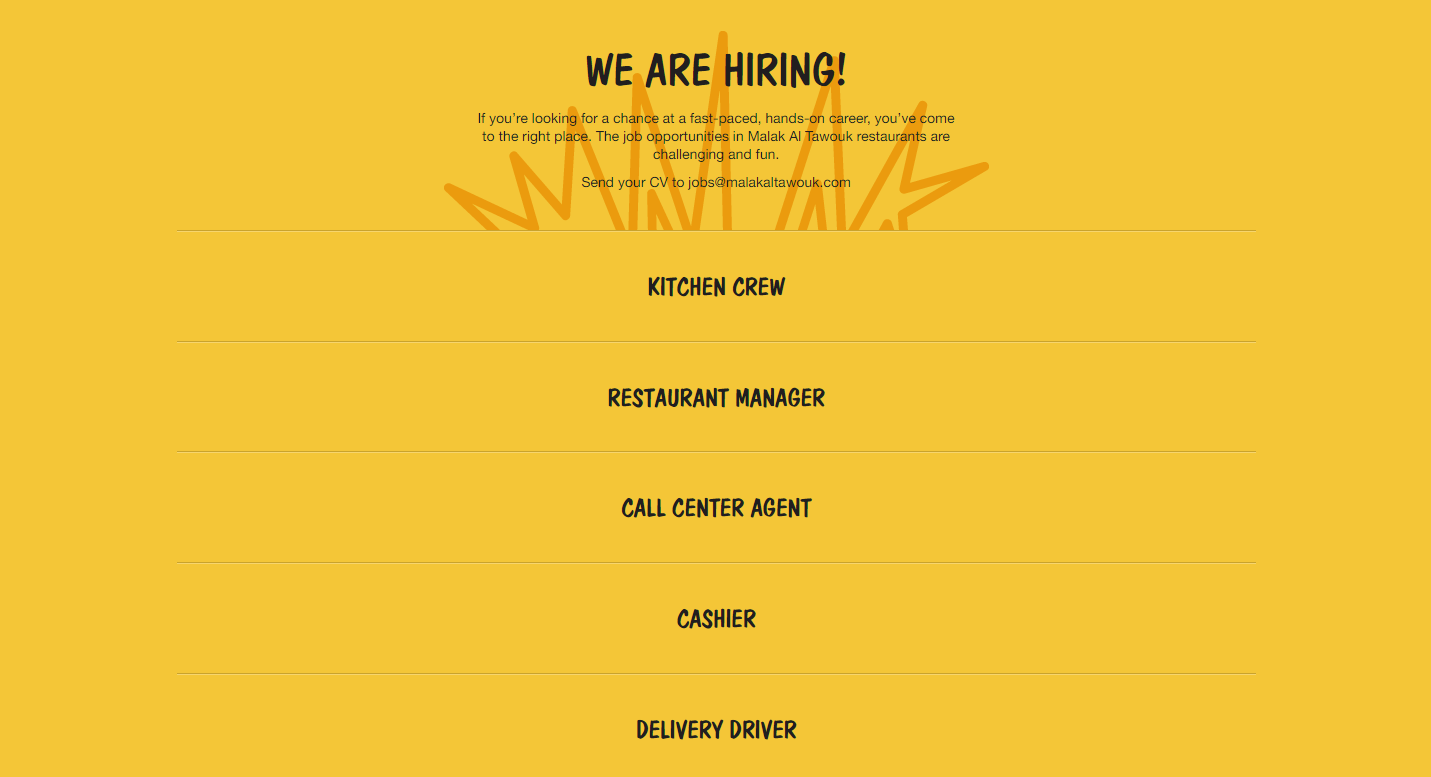 WE ARE HIRING!
If you’re looking for a chance at a fast-paced, hands-on career, you’ve come
to the right place. The job opportunities in Malak Al Tawouk restaurants are
challenging and fun.
Send your CV to jobs@malakaltawouk.com
KITCHEN CREW
RESTAURANT MANAGER
CALL CENTER AGENT
CASHIER
DELIVERY DRIVER